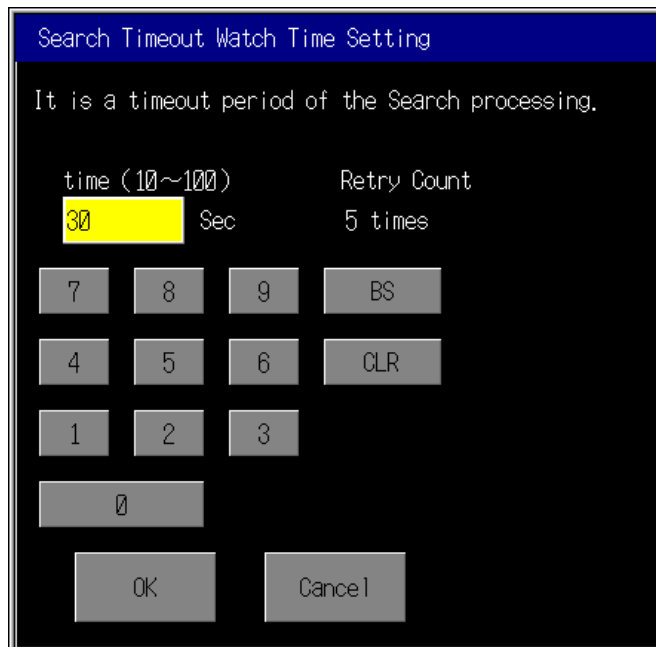 Search Timeout Watch Time Setting
It is a timeout period of the Search processing.
time (10～100) Retry Count
30 Sec 5 times
7 8 9 BS
4 5 6 CLR
1 2 3
0
OK Cancel